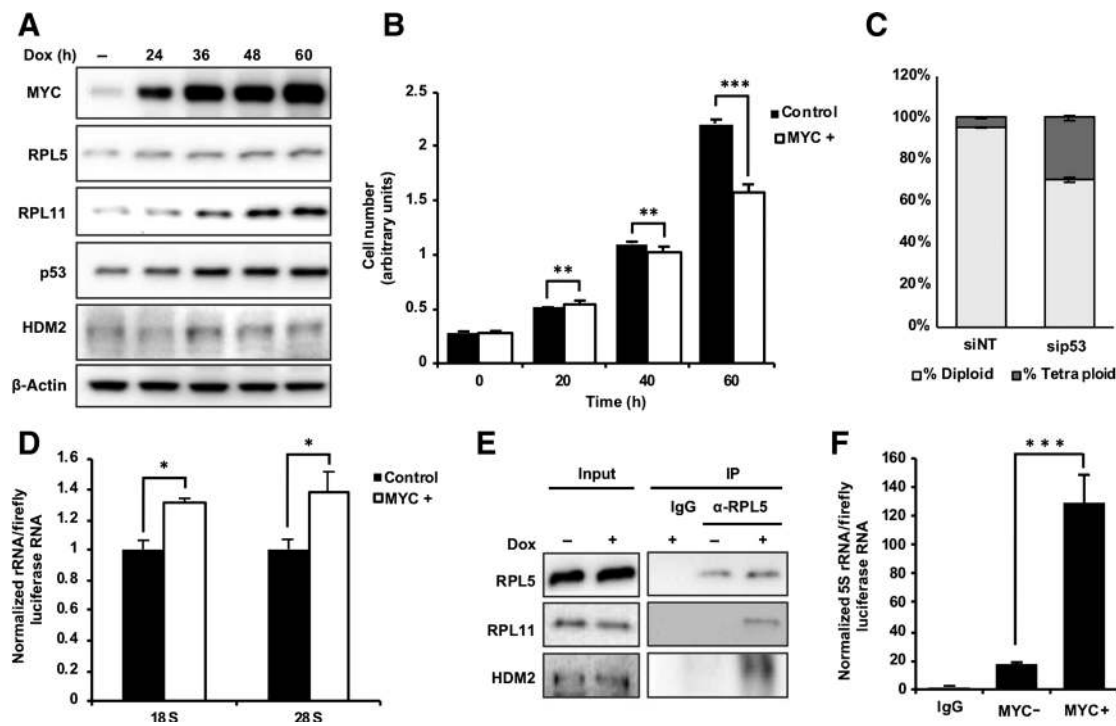 A
Dox (h) – 24 36 48 60
MYC
RPL5
RPL11
p53
HDM2
β-Actin
B
Cell number
(arbitrary units)
2.5
2
1.5
1
0.5
0
**
**
***
Control
MYC +
0 20 40 60
Time (h)
C
120%
100%
80%
60%
40%
20%
0%
siNT sip53
% Diploid % Tetra ploid
D
Normalized rRNA/firefly
luciferase RNA
1.6
1.4
1.2
1
0.8
0.6
0.4
0.2
0
*
*
Control
MYC +
18S 28S
E
Input IP
IgG α-RPL5
Dox – + + – +
RPL5
RPL11
HDM2
F
Normalized 5S rRNA/firefly
luciferase RNA
160
140
120
100
80
60
40
20
0
***
IgG MYC– MYC+